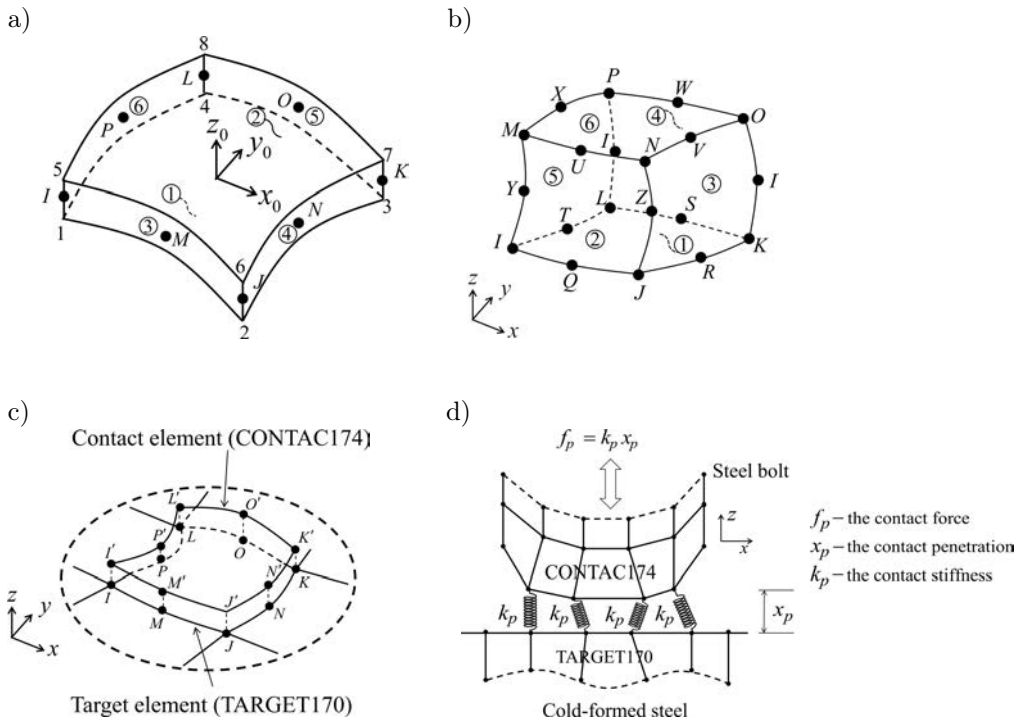 a)
b)
8
L
4
6
P
O
5
2
z0
y0
x0
5
I
1
1
3
M
7
K
3
N
4
6
J
2
P
W
X
4
O
M
6
I
N
V
U
5
3
I
Y
L
Z
S
T
I
2
1
K
Q
R
J
z
y
x
c)
d)
Contact element (CONTAC174)
L'
O'
P'
L
K'
I'
O
P
M'
N'
K
I
J'
M
N
J
z
y
x
Target element (TARGET170)
fp = kp xp
Steel bolt
z
x
CONTAC174
kp kp kp kp
xp
TARGET170
Cold-formed steel
fp – the contact force
xp – the contact penetration
kp – the contact stiffness